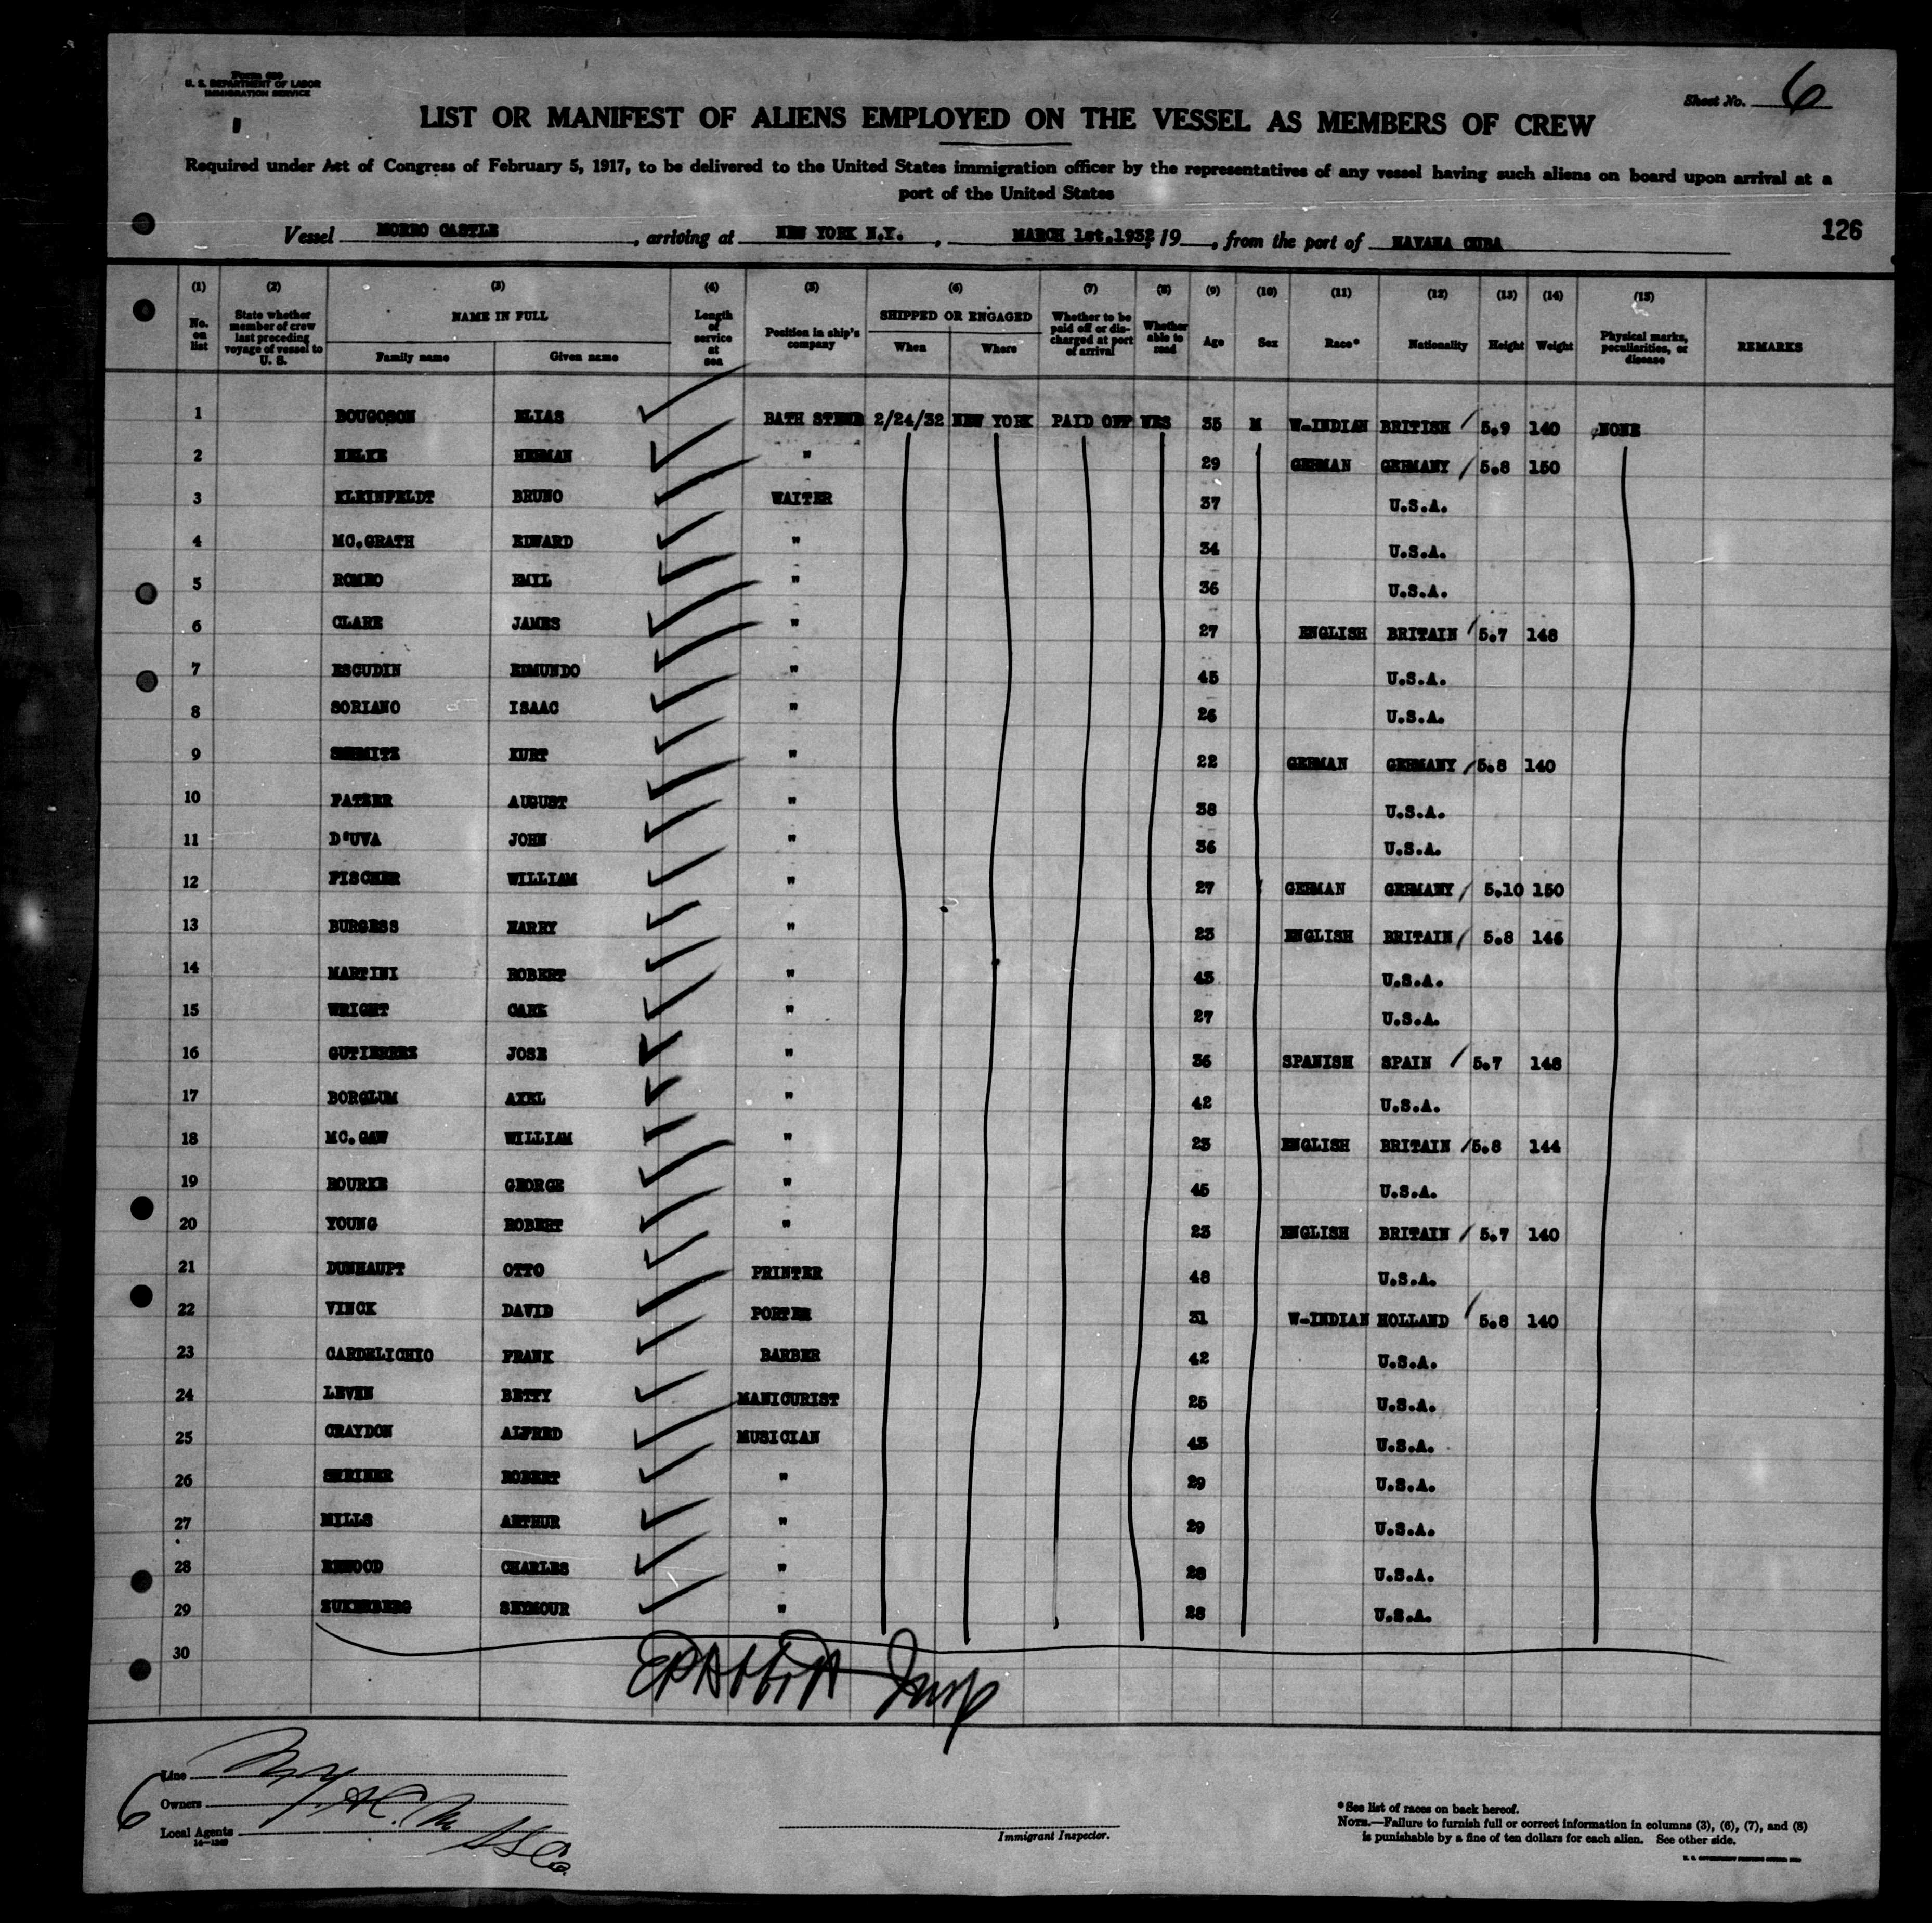 Form 680
U. S. DEPARTMENT OF LABOR
IMMIGRATION SERVICE
Sheet No. 6
LIST OR MANIFEST OF ALIENS EMPLOYED ON THE VESSEL AS MEMBERS OF CREW
Required under Act of Congress of February 5, 1917, to be delivered to the United States immigration officer by the representatives of any vessel having such aliens on board upon arrival at a
port of the United States
Vessel MORRO CASTLE, arriving at NEW YORK N.Y., MARCH 1st.1932, 19, from the port of HAVANA CUBA
126
(1) (2) (3) (4) (5) (6) (7) (8) (9) (10) (11) (12) (13) (14) (15)
No. on list
State whether member of crew last preceding voyage of vessel to U. S.
NAME IN FULL
Family name Given name
Length of service at sea
Position in ship's company
SHIPPED OR ENGAGED
When Where
Whether to be paid off or discharged at port of arrival
Whether able to read
Age
Sex
Race*
Nationality
Height
Weight
Physical marks, peculiarities, or disease
REMARKS
1 ELIAS BATH STEWD 2/24/32 NEW YORK PAID OFF YES 35 M W-INDIAN BRITISH 5.9 140 NONE
2 HELKE HERMAN " 29 GERMAN GERMANY 5.8 150
3 KLEINFELDT BRUNO WAITER 37 U.S.A.
4 MC.GRATH EDWARD " 34 U.S.A.
5 ROMEO EMIL " 36 U.S.A.
6 CLARE JAMES " 27 ENGLISH BRITAIN 5.7 148
7 ESCUDIN EDMUNDO " 45 U.S.A.
8 SORIANO ISAAC " 26 U.S.A.
9 KURT " 22 GERMAN GERMANY 5.8 140
10 AUGUST " 38 U.S.A.
11 D'UVA JOHN " 36 U.S.A.
12 FISCHER WILLIAM " 27 GERMAN GERMANY 5.10 150
13 BURGESS HARRY " 23 ENGLISH BRITAIN 5.8 146
14 MARTINI ROBERT " 43 U.S.A.
15 WRIGHT " 27 U.S.A.
16 GUTIERREZ JOSE " 36 SPANISH SPAIN 5.7 148
17 BORGLUM AXEL " 42 U.S.A.
18 MC.GAW WILLIAM " 23 ENGLISH BRITAIN 5.8 144
19 ROURKE GEORGE " 45 U.S.A.
20 YOUNG ROBERT " 23 ENGLISH BRITAIN 5.7 140
21 DUNHAUPT OTTO PRINTER 48 U.S.A.
22 VINCK DAVID PORTER 31 W-INDIAN HOLLAND 5.8 140
23 CARDELICHIO FRANK BARBER 42 U.S.A.
24 LEVEN BETTY MANICURIST 25 U.S.A.
25 CRAYDON ALFRED MUSICIAN 43 U.S.A.
26 SHRINER ROBERT " 29 U.S.A.
27 MILLS ARTHUR " 29 U.S.A.
28 CHARLES " 28 U.S.A.
29 ZUKERBERG SEYMOUR " 28 U.S.A.
30
Insp
6
Line N.Y.
Owners
Local Agents
S S Co.
Immigrant Inspector.
*See list of races on back hereof.
NOTE.—Failure to furnish full or correct information in columns (3), (6), (7), and (8)
is punishable by a fine of ten dollars for each alien. See other side.